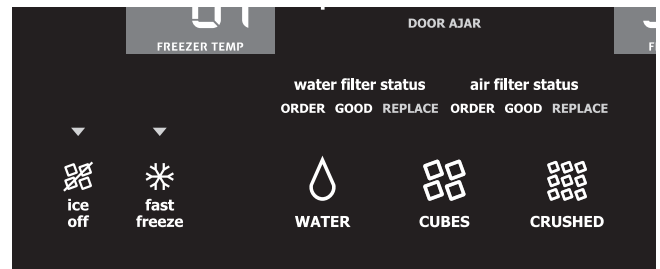 DOOR AJAR
FREEZER TEMP
water filter status air filter status
ORDER GOOD REPLACE ORDER GOOD REPLACE
ice off
fast freeze
WATER
CUBES
CRUSHED